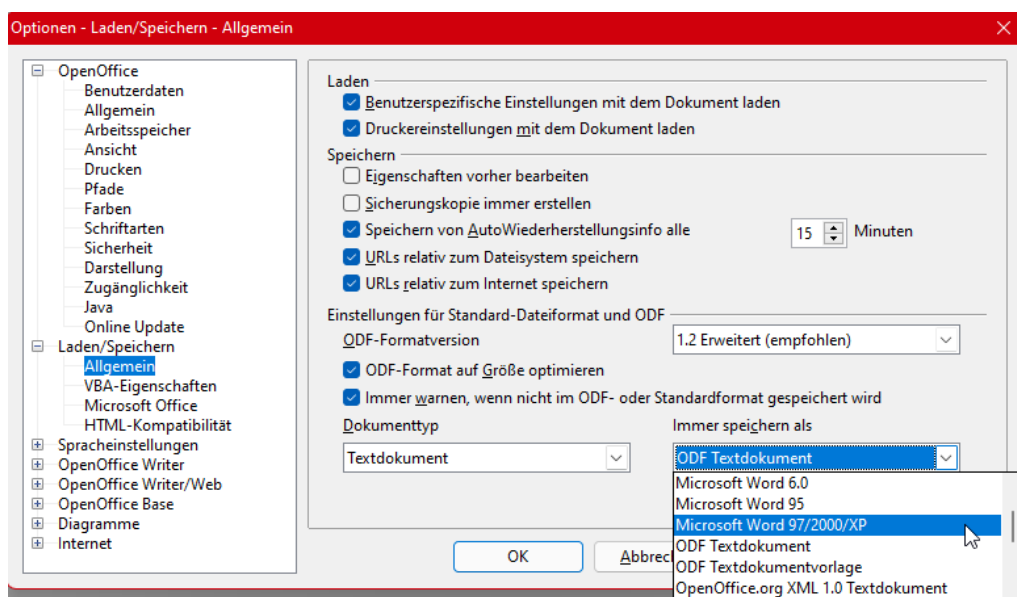 Optionen - Laden/Speichern - Allgemein
OpenOffice
Benutzerdaten
Allgemein
Arbeitsspeicher
Ansicht
Drucken
Pfade
Farben
Schriftarten
Sicherheit
Darstellung
Zugänglichkeit
Java
Online Update
Laden/Speichern
Allgemein
VBA-Eigenschaften
Microsoft Office
HTML-Kompatibilität
Spracheinstellungen
OpenOffice Writer
OpenOffice Writer/Web
OpenOffice Base
Diagramme
Internet
Laden
Benutzerspezifische Einstellungen mit dem Dokument laden
Druckereinstellungen mit dem Dokument laden
Speichern
Eigenschaften vorher bearbeiten
Sicherungskopie immer erstellen
Speichern von AutoWiederherstellungsinfo alle 15 Minuten
URLs relativ zum Dateisystem speichern
URLs relativ zum Internet speichern
Einstellungen für Standard-Dateiformat und ODF
ODF-Formatversion 1.2 Erweitert (empfohlen)
ODF-Format auf Größe optimieren
Immer warnen, wenn nicht im ODF- oder Standardformat gespeichert wird
Dokumenttyp Immer speichern als
Textdokument ODF Textdokument
Microsoft Word 6.0
Microsoft Word 95
Microsoft Word 97/2000/XP
ODF Textdokument
ODF Textdokumentvorlage
OpenOffice.org XML 1.0 Textdokument
OK